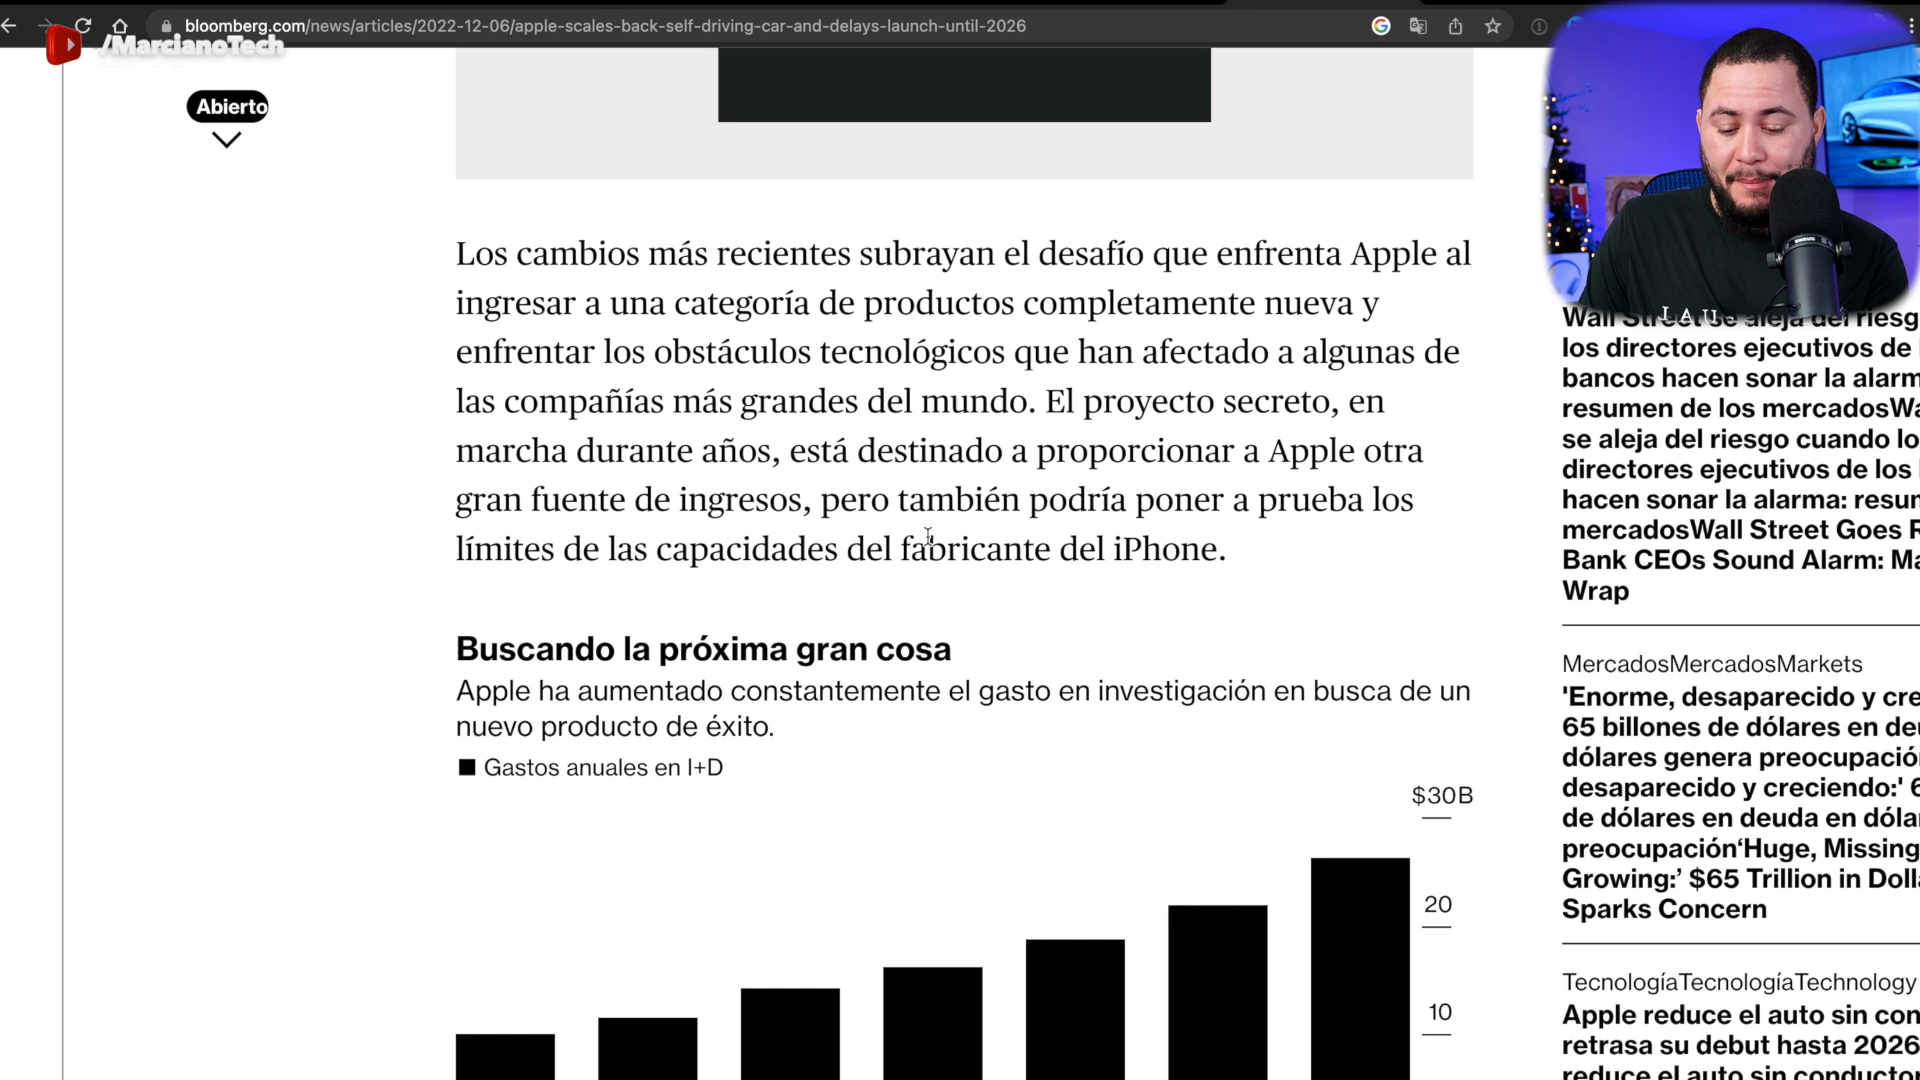 bloomberg.com/news/articles/2022-12-06/apple-scales-back-self-driving-car-and-delays-launch-until-2026
/MarcianoTech
Abierto
Los cambios más recientes subrayan el desafío que enfrenta Apple al
ingresar a una categoría de productos completamente nueva y
enfrentar los obstáculos tecnológicos que han afectado a algunas de
las compañías más grandes del mundo. El proyecto secreto, en
marcha durante años, está destinado a proporcionar a Apple otra
gran fuente de ingresos, pero también podría poner a prueba los
límites de las capacidades del fabricante del iPhone.
Buscando la próxima gran cosa
Apple ha aumentado constantemente el gasto en investigación en busca de un
nuevo producto de éxito.
Gastos anuales en I+D
$30B
20
10
Wall Street se aleja del riesg
los directores ejecutivos de
bancos hacen sonar la alarm
resumen de los mercadosWa
se aleja del riesgo cuando lo
directores ejecutivos de los
hacen sonar la alarma: resun
mercadosWall Street Goes R
Bank CEOs Sound Alarm: Ma
Wrap
MercadosMercadosMarkets
'Enorme, desaparecido y cre
65 billones de dólares en deu
dólares genera preocupació
desaparecido y creciendo:' 6
de dólares en deuda en dóla
preocupación‘Huge, Missing
Growing:’ $65 Trillion in Doll
Sparks Concern
TecnologíaTecnologíaTechnology
Apple reduce el auto sin con
retrasa su debut hasta 2026
reduce el auto sin conductor